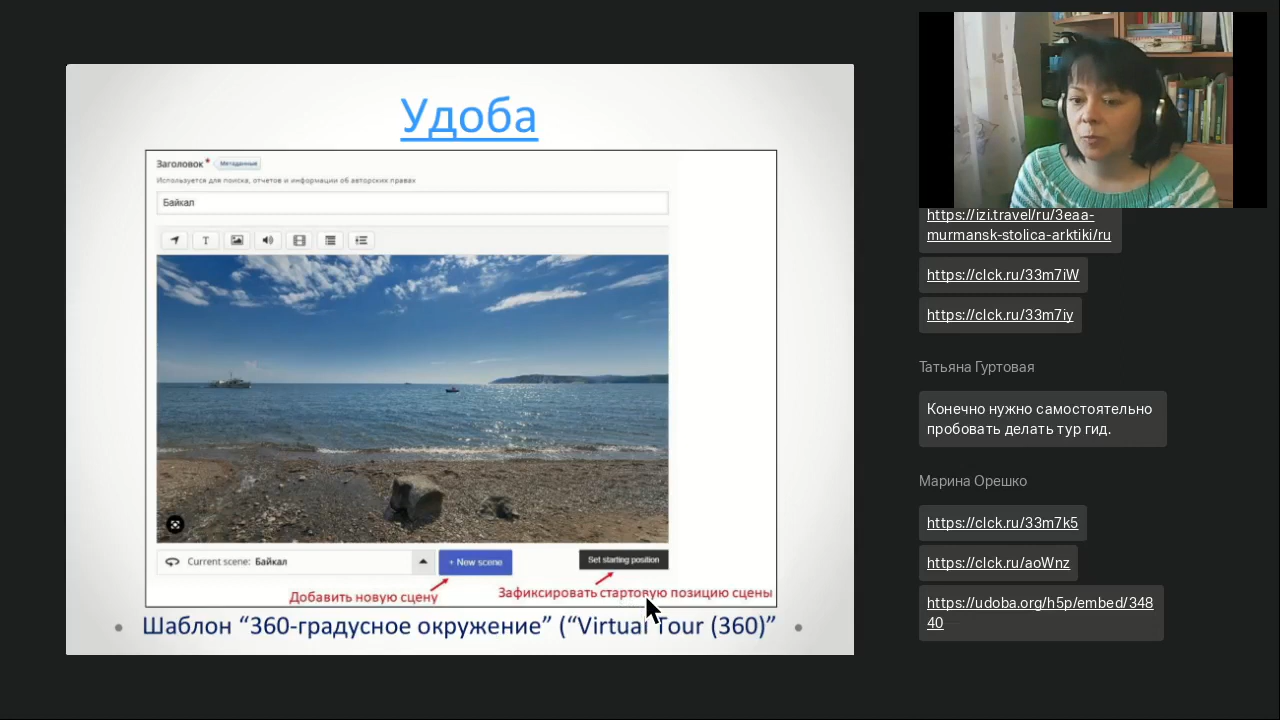 Удоба
Заголовок * Метаданные
Используется для поиска, отчетов и информации об авторских правах
Байкал
T
Current scene: Байкал
+ New scene
Set starting position
Добавить новую сцену
Зафиксировать стартовую позицию сцены
Шаблон “360-градусное окружение” (“Virtual Tour (360)”
https://izi.travel/ru/3eaa-
murmansk-stolica-arktiki/ru
https://clck.ru/33m7iW
https://clck.ru/33m7iy
Татьяна Гуртовая
Конечно нужно самостоятельно
пробовать делать тур гид.
Марина Орешко
https://clck.ru/33m7k5
https://clck.ru/aoWnz
https://udoba.org/h5p/embed/348
40